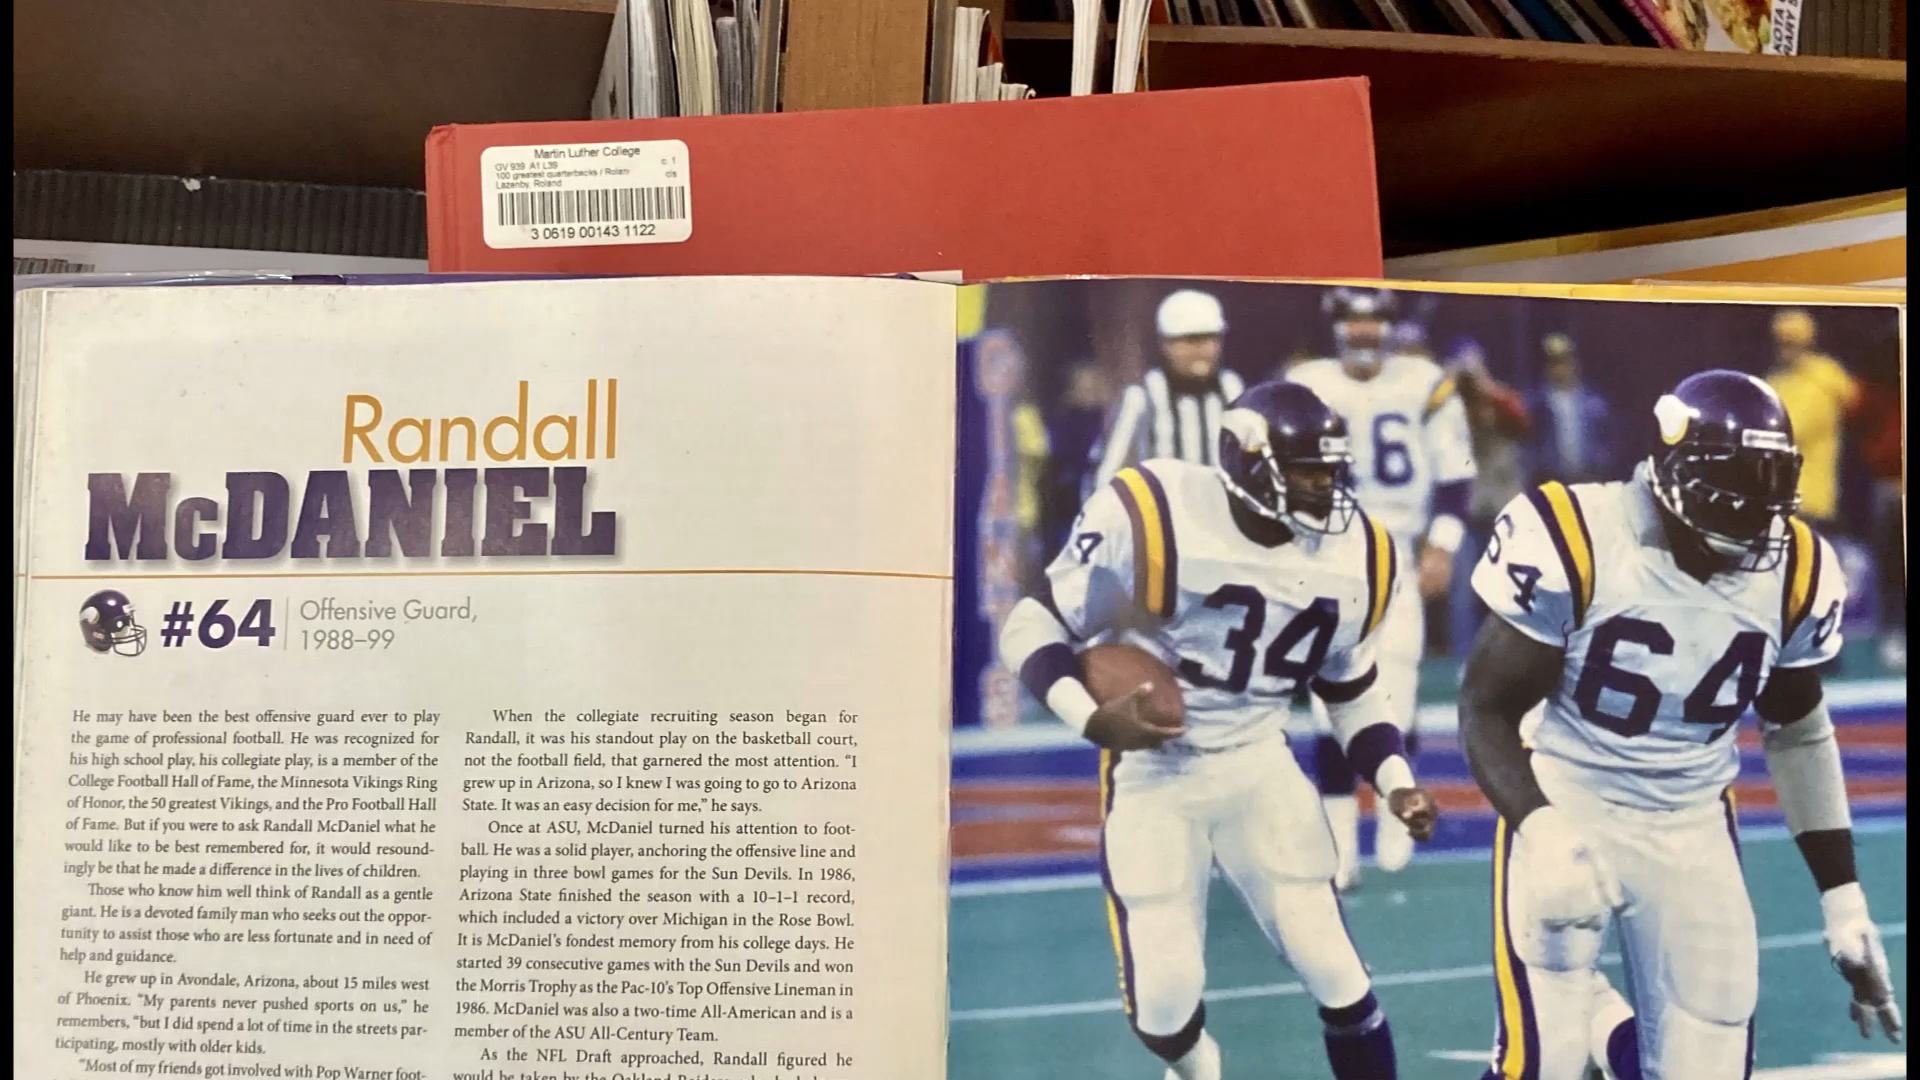 KOTA
RARY
Martin Luther College
GV 939 .A1 L39
c. 1
100 greatest quarterbacks / Rolan
cis
Lazenby, Roland
3 0619 00143 1122
Randall
McDANIEL
#64
Offensive Guard,
1988–99
He may have been the best offensive guard ever to play
the game of professional football. He was recognized for
his high school play, his collegiate play, is a member of the
College Football Hall of Fame, the Minnesota Vikings Ring
of Honor, the 50 greatest Vikings, and the Pro Football Hall
of Fame. But if you were to ask Randall McDaniel what he
would like to be best remembered for, it would resound-
ingly be that he made a difference in the lives of children.
Those who know him well think of Randall as a gentle
giant. He is a devoted family man who seeks out the oppor-
tunity to assist those who are less fortunate and in need of
help and guidance.
He grew up in Avondale, Arizona, about 15 miles west
of Phoenix. “My parents never pushed sports on us,” he
remembers, “but I did spend a lot of time in the streets par-
ticipating, mostly with older kids.
“Most of my friends got involved with Pop Warner foot-
When the collegiate recruiting season began for
Randall, it was his standout play on the basketball court,
not the football field, that garnered the most attention. “I
grew up in Arizona, so I knew I was going to go to Arizona
State. It was an easy decision for me,” he says.
Once at ASU, McDaniel turned his attention to foot-
ball. He was a solid player, anchoring the offensive line and
playing in three bowl games for the Sun Devils. In 1986,
Arizona State finished the season with a 10–1–1 record,
which included a victory over Michigan in the Rose Bowl.
It is McDaniel’s fondest memory from his college days. He
started 39 consecutive games with the Sun Devils and won
the Morris Trophy as the Pac-10’s Top Offensive Lineman in
1986. McDaniel was also a two-time All-American and is a
member of the ASU All-Century Team.
As the NFL Draft approached, Randall figured he
would be taken by the Oakland Raiders
34
34
6
64
64